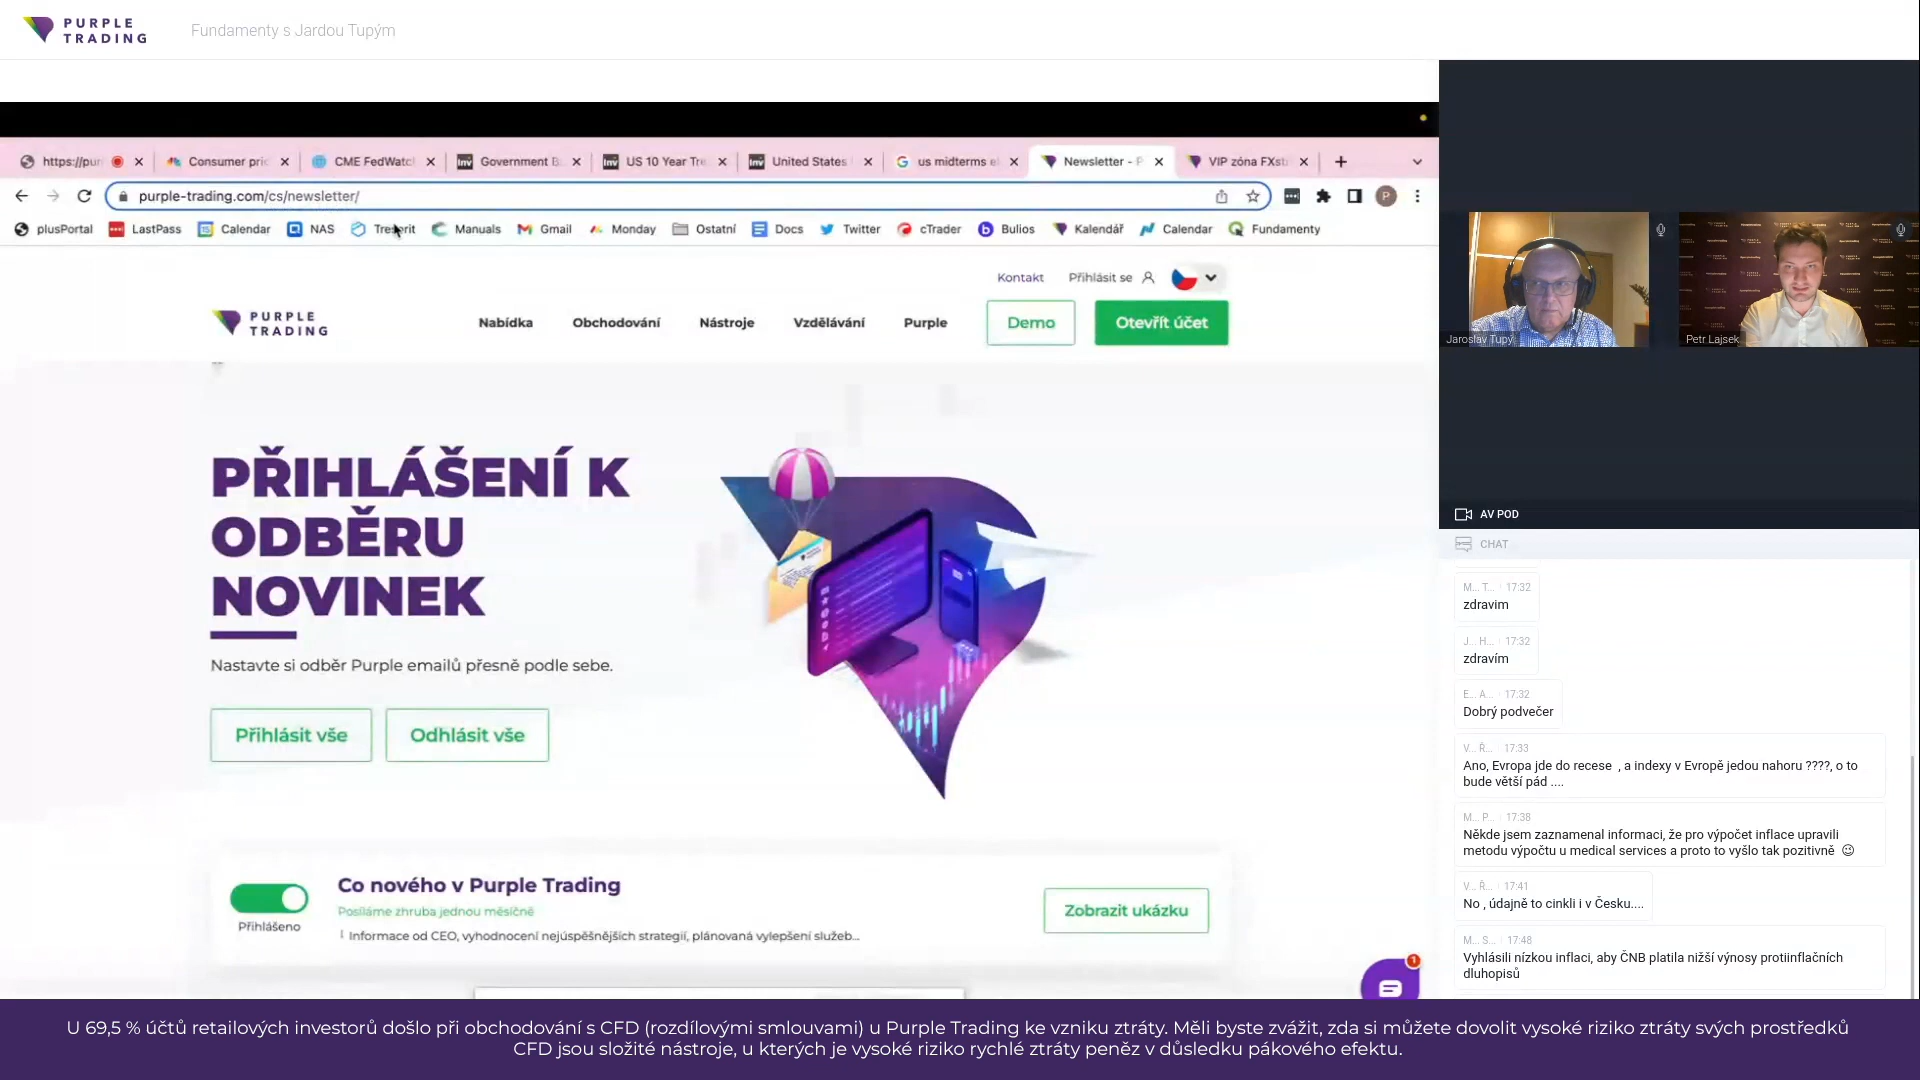 PURPLE
TRADING
Fundamenty s Jardou Tupým
https://pur
Consumer pric
CME FedWatc
Government B
US 10 Year Tre
United States
us midterms el
Newsletter - P
VIP zóna FXst
purple-trading.com/cs/newsletter/
P
plusPortal
LastPass
Calendar
NAS
Tresorit
Manuals
Gmail
Monday
Ostatní
Docs
Twitter
cTrader
Bulios
Kalendář
Calendar
Fundamenty
Kontakt
Přihlásit se
PURPLE
TRADING
Nabídka
Obchodování
Nástroje
Vzdělávání
Purple
Demo
Otevřít účet
PŘIHLÁŠENÍ K
ODBĚRU
NOVINEK
Nastavte si odběr Purple emailů přesně podle sebe.
Přihlásit vše
Odhlásit vše
Přihlášeno
Co nového v Purple Trading
Posíláme zhruba jednou měsíčně
Informace od CEO, vyhodnocení nejúspěšnějších strategií, plánovaná vylepšení služeb...
Zobrazit ukázku
1
Jaroslav Tupý
Petr Lajsek
AV POD
CHAT
M... T... 17:32
zdravim
J... H... 17:32
zdravím
E... A... 17:32
Dobrý podvečer
V... Ř... 17:33
Ano, Evropa jde do recese , a indexy v Evropě jedou nahoru ????, o to
bude větší pád ....
M... P... 17:38
Někde jsem zaznamenal informaci, že pro výpočet inflace upravili
metodu výpočtu u medical services a proto to vyšlo tak pozitivně 😉
V... Ř... 17:41
No , údajně to cinkli i v Česku....
M... S... 17:48
Vyhlásili nízkou inflaci, aby ČNB platila nižší výnosy protiinflačních
dluhopisů
U 69,5 % účtů retailových investorů došlo při obchodování s CFD (rozdílovými smlouvami) u Purple Trading ke vzniku ztráty. Měli byste zvážit, zda si můžete dovolit vysoké riziko ztráty svých prostředků
CFD jsou složité nástroje, u kterých je vysoké riziko rychlé ztráty peněz v důsledku pákového efektu.